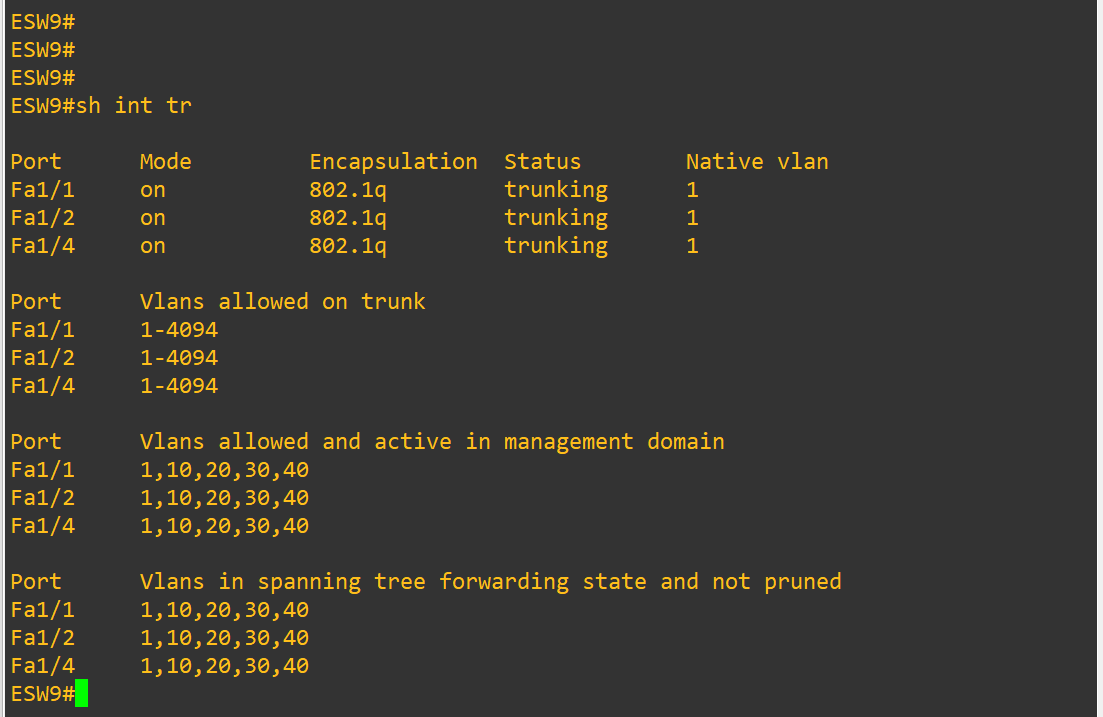 ESW9#
ESW9#
ESW9#
ESW9#sh int tr
Port Mode Encapsulation Status Native vlan
Fa1/1 on 802.1q trunking 1
Fa1/2 on 802.1q trunking 1
Fa1/4 on 802.1q trunking 1
Port Vlans allowed on trunk
Fa1/1 1-4094
Fa1/2 1-4094
Fa1/4 1-4094
Port Vlans allowed and active in management domain
Fa1/1 1,10,20,30,40
Fa1/2 1,10,20,30,40
Fa1/4 1,10,20,30,40
Port Vlans in spanning tree forwarding state and not pruned
Fa1/1 1,10,20,30,40
Fa1/2 1,10,20,30,40
Fa1/4 1,10,20,30,40
ESW9#